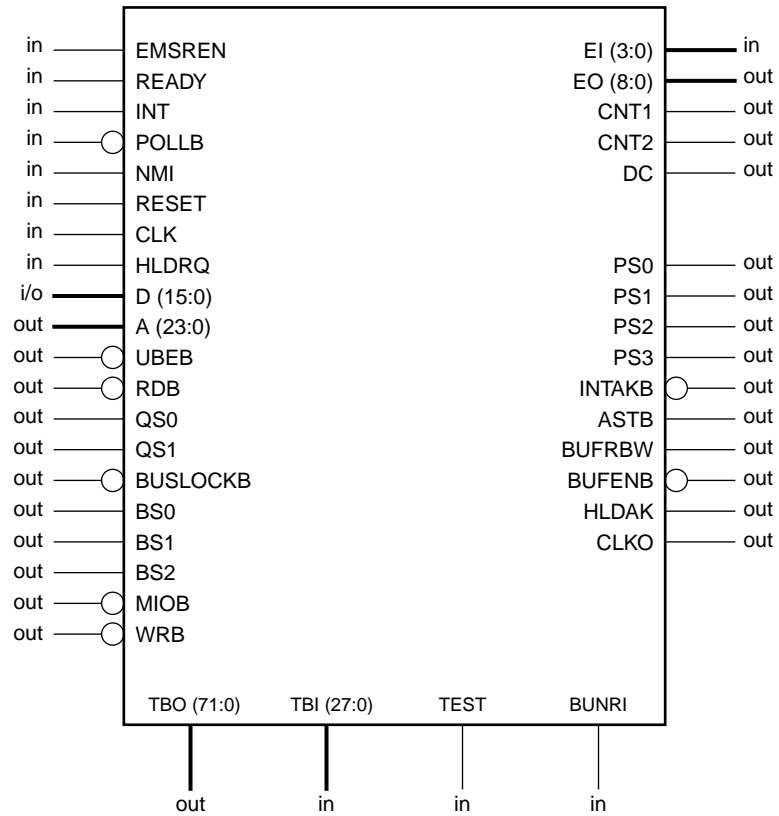 in EMSREN EI (3:0) in
in READY EO (8:0) out
in INT CNT1 out
in POLLB CNT2 out
in NMI DC out
in RESET
in CLK
in HLDRQ PS0 out
i/o D (15:0) PS1 out
out A (23:0) PS2 out
out UBEB PS3 out
out RDB INTAKB out
out QS0 ASTB out
out QS1 BUFRBW out
out BUSLOCKB BUFENB out
out BS0 HLDAK out
out BS1 CLKO out
out BS2
out MIOB
out WRB
TBO (71:0) TBI (27:0) TEST BUNRI
out in in in